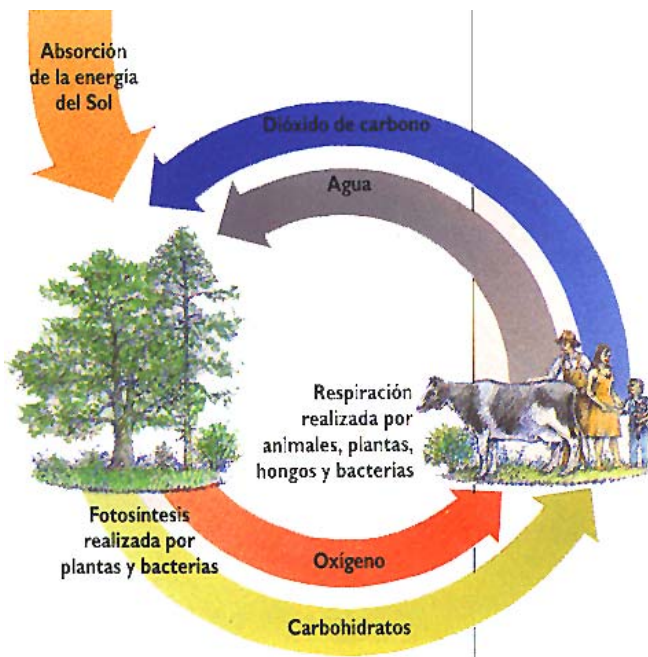 Absorción
de la energía
del Sol
Dióxido de carbono
Agua
Respiración
realizada por
animales, plantas,
hongos y bacterias
Fotosíntesis
realizada por
plantas y bacterias
Oxígeno
Carbohidratos